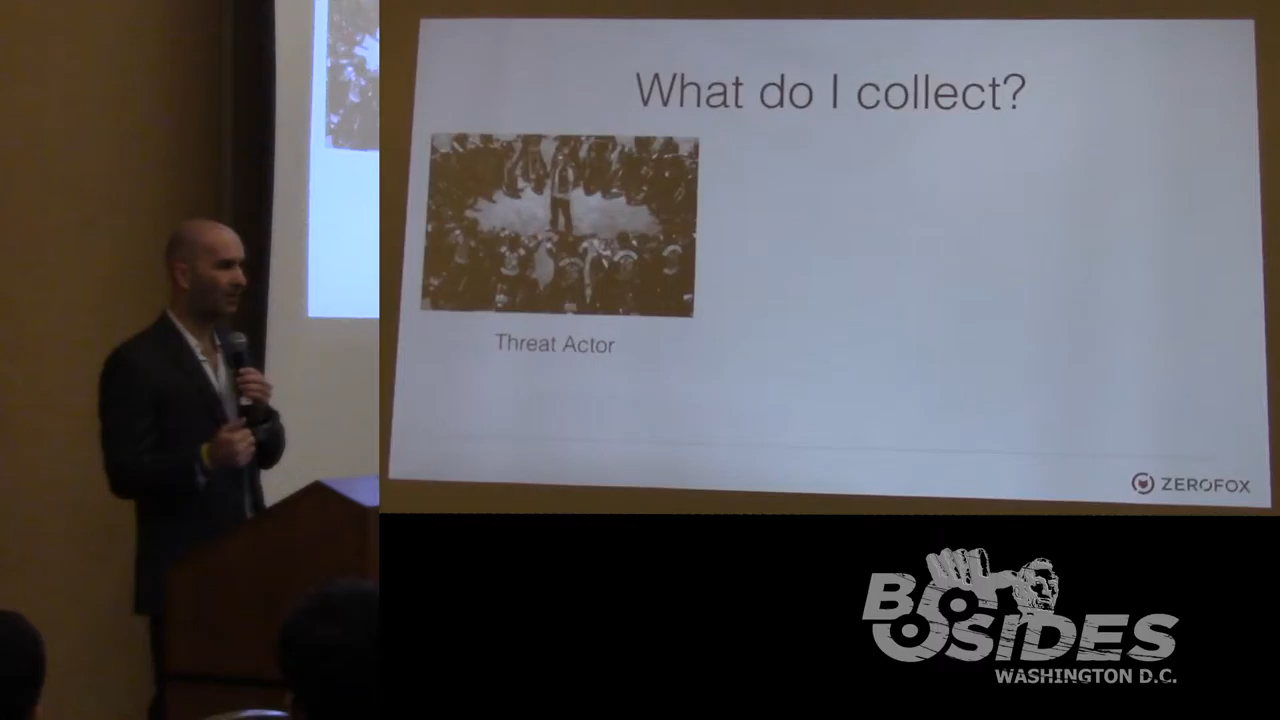 What do I collect?
Threat Actor
ZEROFOX
BSIDES
WASHINGTON D.C.